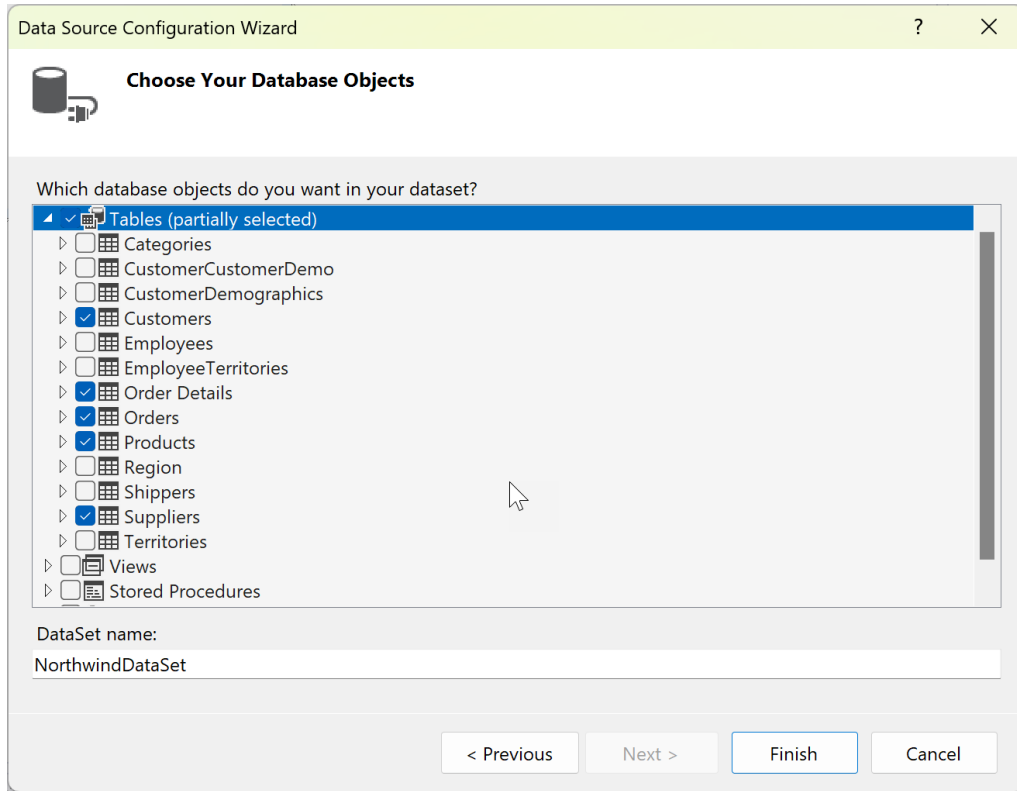 Data Source Configuration Wizard
?
Choose Your Database Objects
Which database objects do you want in your dataset?
Tables (partially selected)
Categories
CustomerCustomerDemo
CustomerDemographics
Customers
Employees
EmployeeTerritories
Order Details
Orders
Products
Region
Shippers
Suppliers
Territories
Views
Stored Procedures
DataSet name:
NorthwindDataSet
< Previous
Next >
Finish
Cancel